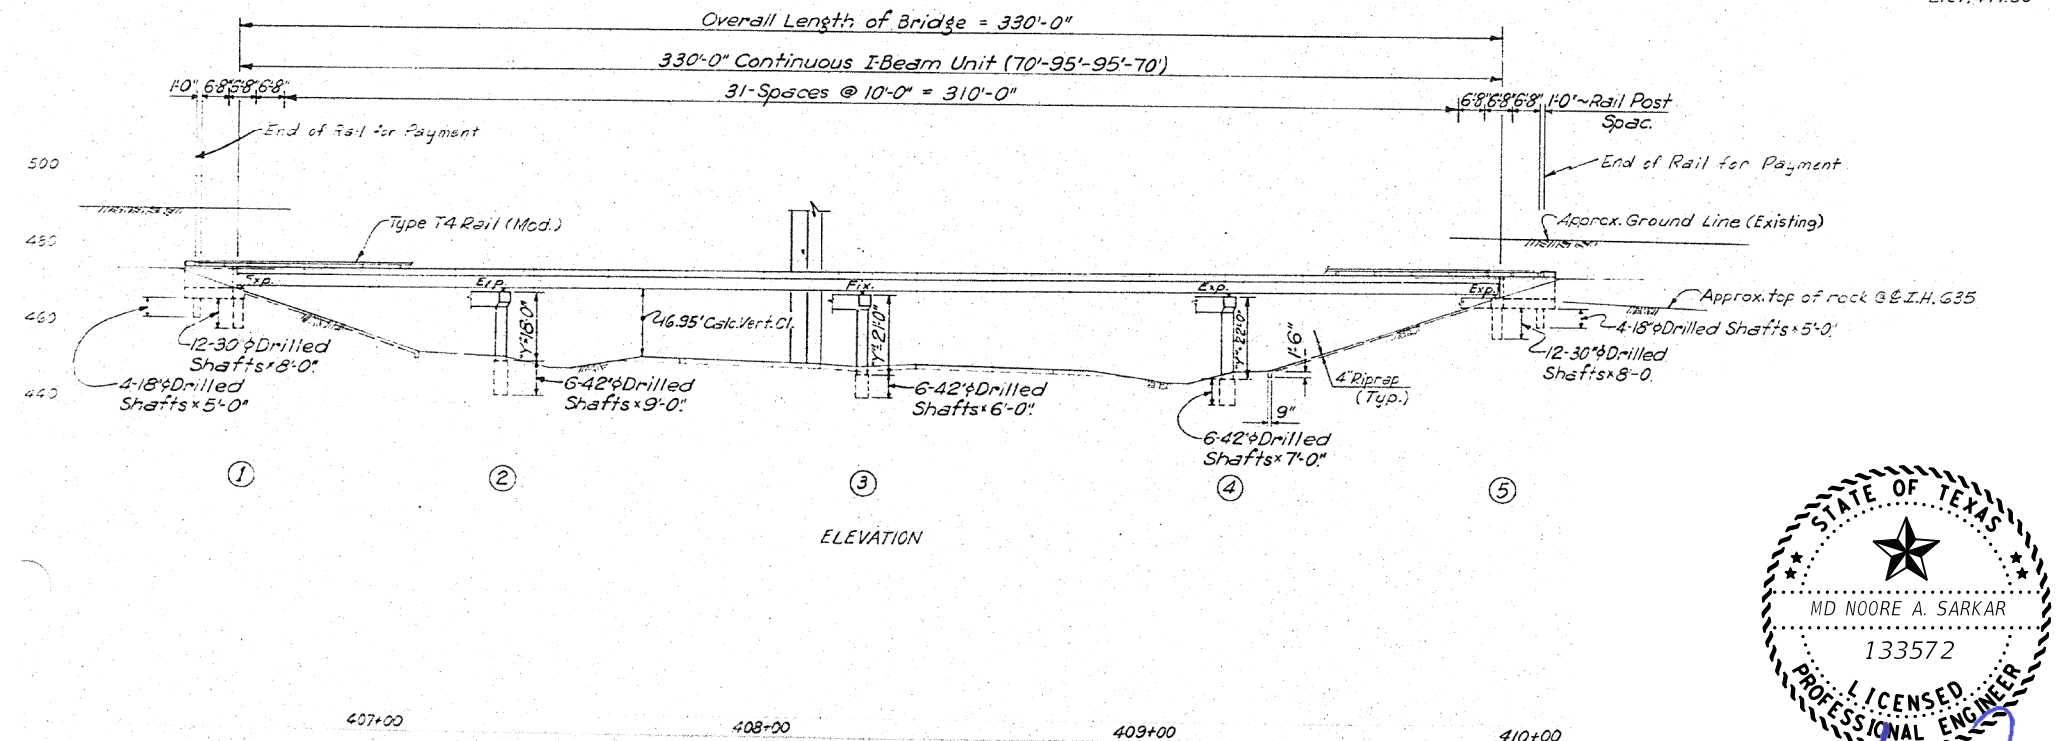 Overall Length of Bridge = 330'-0"
330'-0" Continuous I-Beam Unit (70'-95'-95'-70')
1'-0" 6'8" 6'8" 6'8"
31-Spaces @ 10'-0" = 310'-0"
6'8" 6'8" 6'8" 1'-0"~Rail Post
Spac.
End of Rail for Payment
End of Rail for Payment
500
480
460
440
Type T4 Rail (Mod.)
Approx. Ground Line (Existing)
Exp.
Exp.
Fix.
Exp.
Exp.
Approx. top of rock @ ℄ I.H. 635
"Y"=18'-0"
16.95' Calc. Vert. Cl.
"Y"=21'-0"
"Y"=22'-0"
1'-6"
12-30"φ Drilled
Shafts × 8'-0"
4-18"φ Drilled
Shafts × 5'-0"
6-42"φ Drilled
Shafts × 9'-0"
6-42"φ Drilled
Shafts × 6'-0"
9"
6-42"φ Drilled
Shafts × 7'-0"
4" Riprap
(Typ.)
4-18"φ Drilled Shafts × 5'-0"
12-30"φ Drilled
Shafts × 8'-0
1
2
3
4
5
ELEVATION
407+00
408+00
409+00
410+00
STATE OF TEXAS
MD NOORE A. SARKAR
133572
LICENSED
PROFESSIONAL ENGINEER